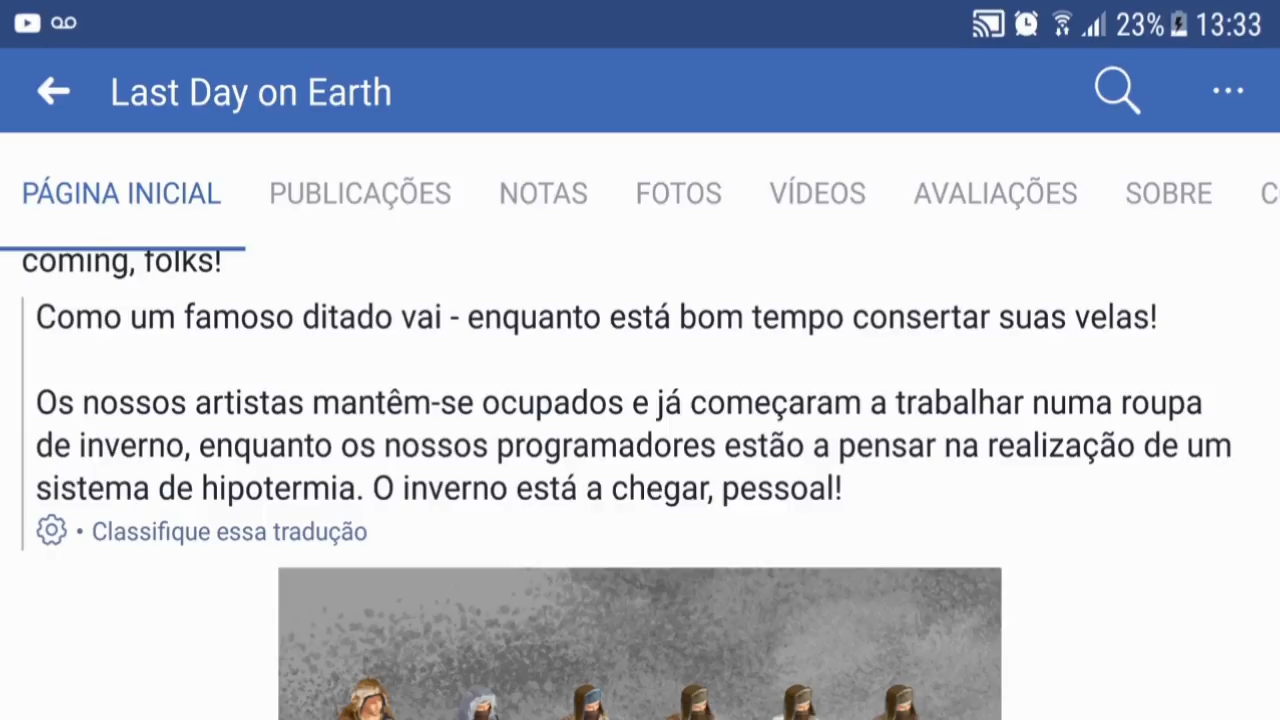 23% 13:33
Last Day on Earth
PÁGINA INICIAL PUBLICAÇÕES NOTAS FOTOS VÍDEOS AVALIAÇÕES SOBRE
coming, folks!
Como um famoso ditado vai - enquanto está bom tempo consertar suas velas!
Os nossos artistas mantêm-se ocupados e já começaram a trabalhar numa roupa
de inverno, enquanto os nossos programadores estão a pensar na realização de um
sistema de hipotermia. O inverno está a chegar, pessoal!
• Classifique essa tradução